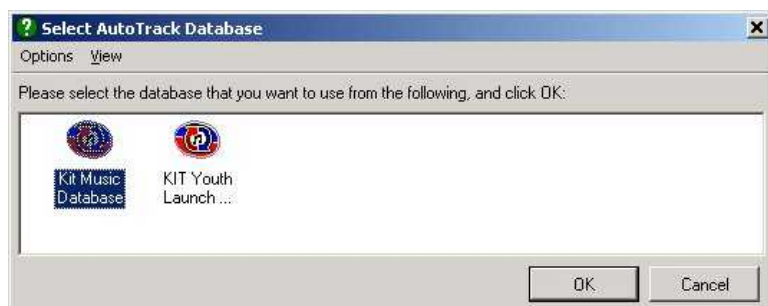 Select AutoTrack Database
Options View
Please select the database that you want to use from the following, and click OK:
Kit Music
Database
KIT Youth
Launch ...
OK
Cancel